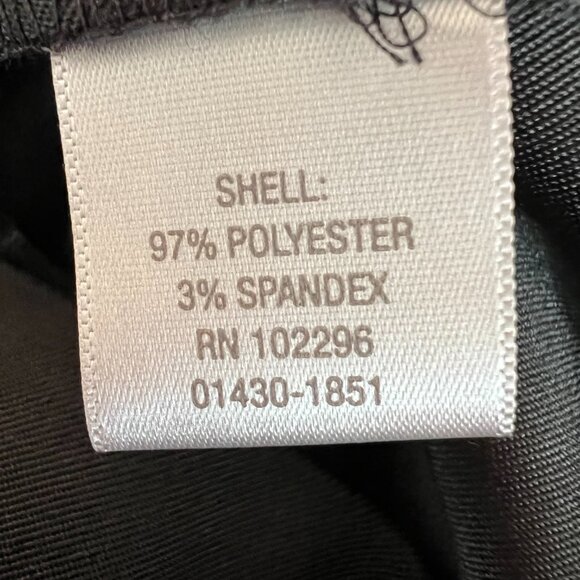 SHELL:
97% POLYESTER
3% SPANDEX
RN 102296
01430-1851